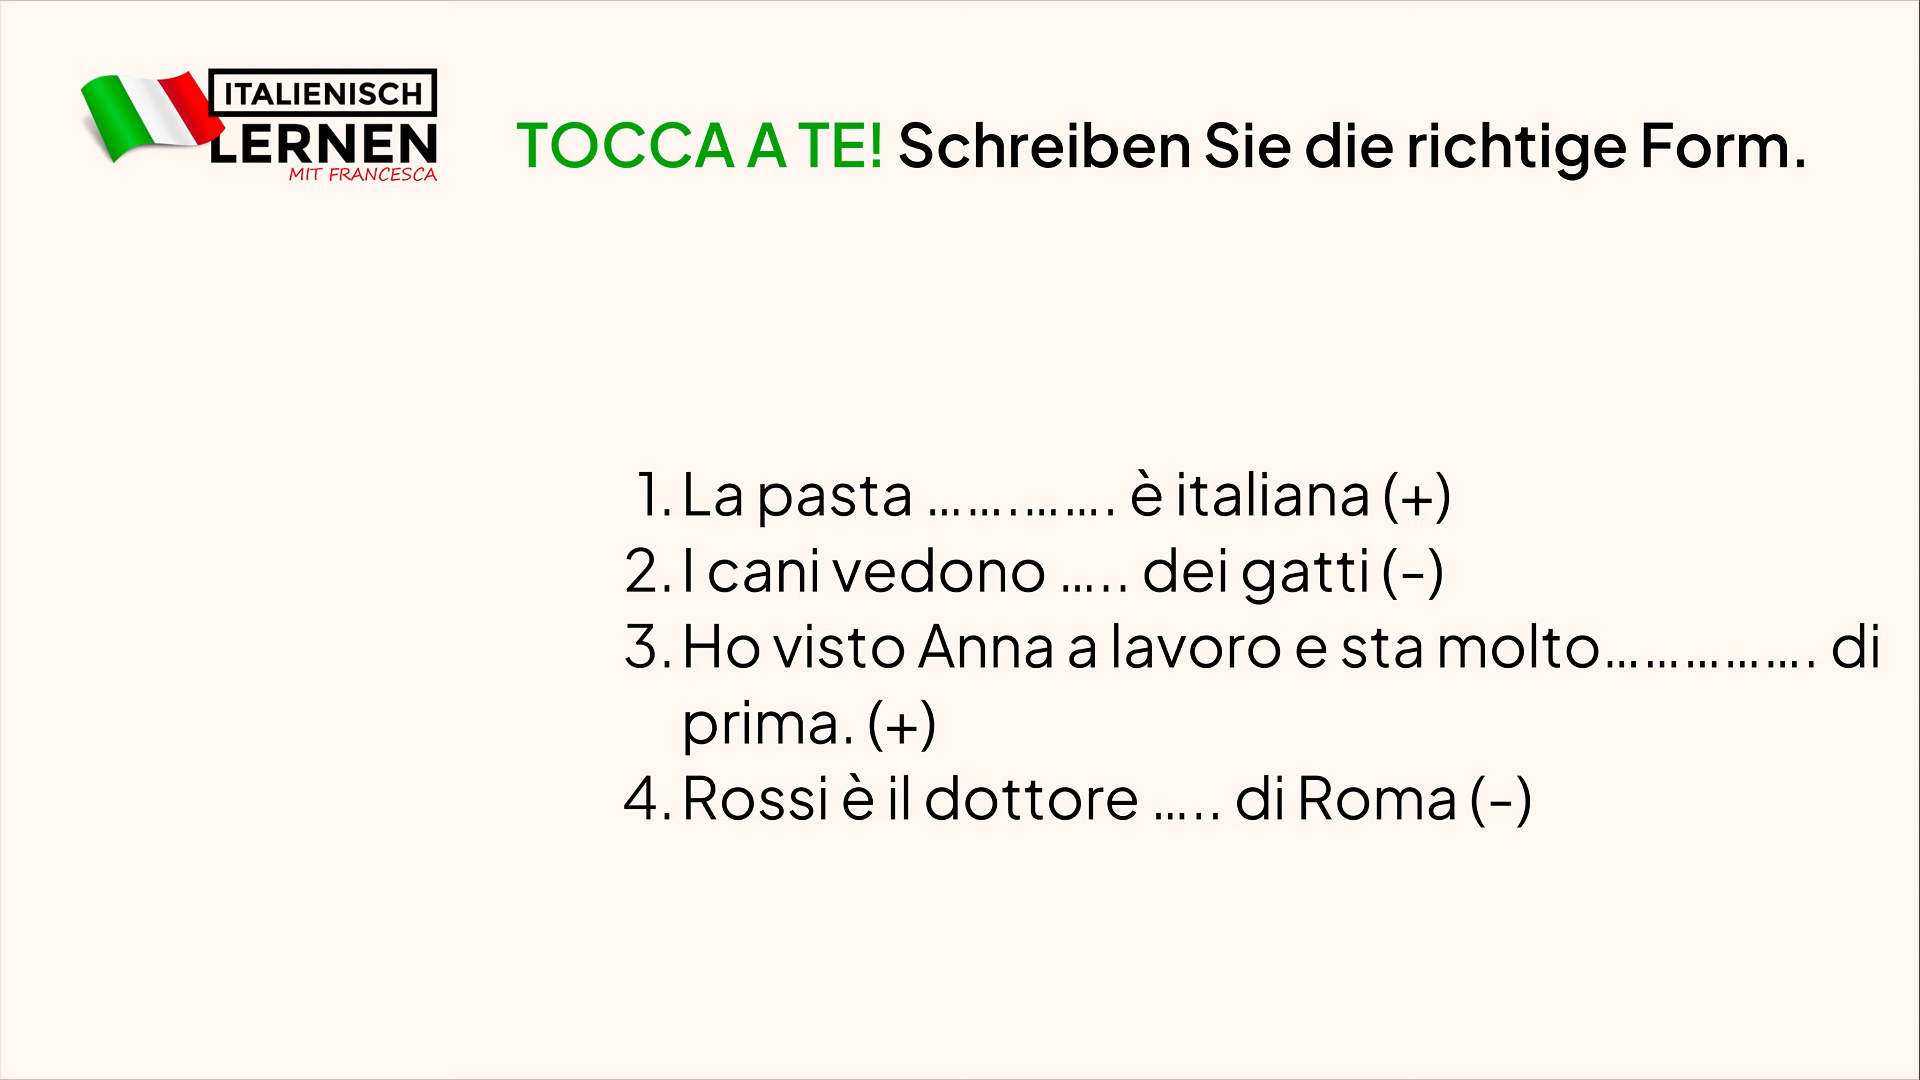 ITALIENISCH
LERNEN
MIT FRANCESCA
TOCCA A TE! Schreiben Sie die richtige Form.
1. La pasta ....…..….... è italiana (+)
2. I cani vedono ….. dei gatti (-)
3. Ho visto Anna a lavoro e sta molto……………. di
prima. (+)
4. Rossi è il dottore ….. di Roma (-)